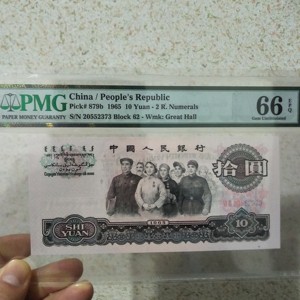 PMG
PAPER MONEY GUARANTY
China / People's Republic
Pick# 879b 1965 10 Yuan - 2 R. Numerals
S/N 20552373 Block 62 - Wmk: Great Hall
66 EPQ
Gem Uncirculated
中國人民銀行
拾圓
1965
SHI
YUAN
10